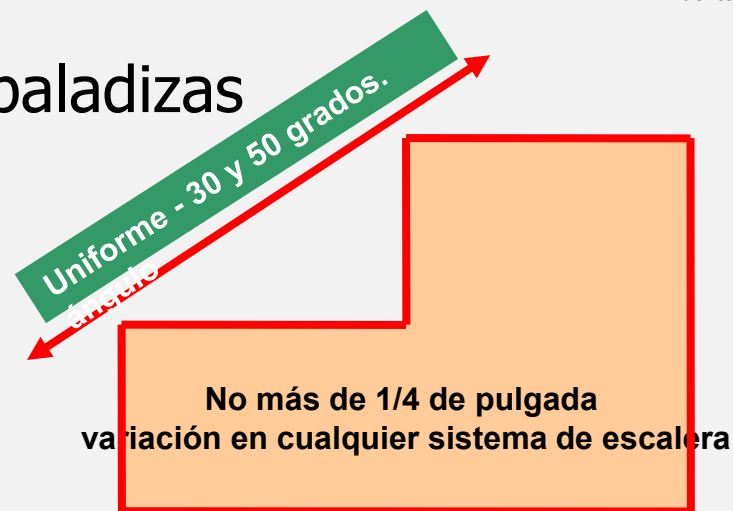 baladizas
Uniforme - 30 y 50 grados.
ángulo
No más de 1/4 de pulgada
variación en cualquier sistema de escalera